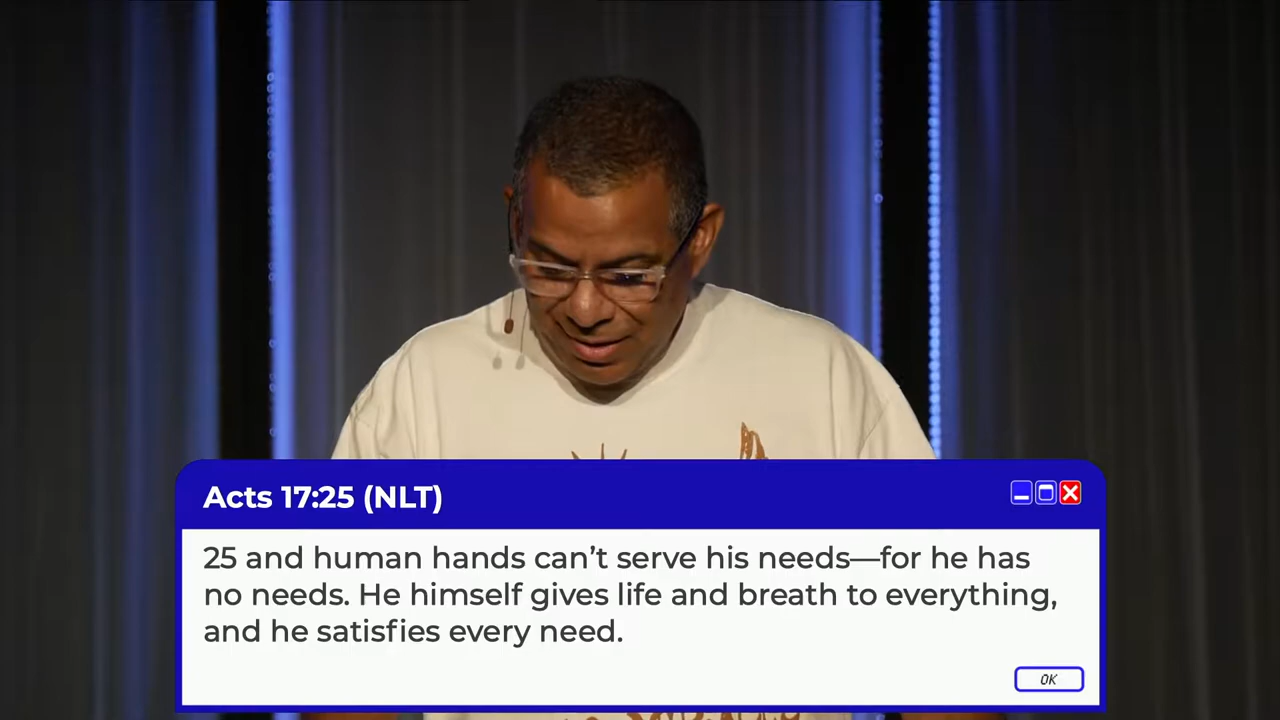 Acts 17:25 (NLT)
25 and human hands can’t serve his needs—for he has
no needs. He himself gives life and breath to everything,
and he satisfies every need.
OK